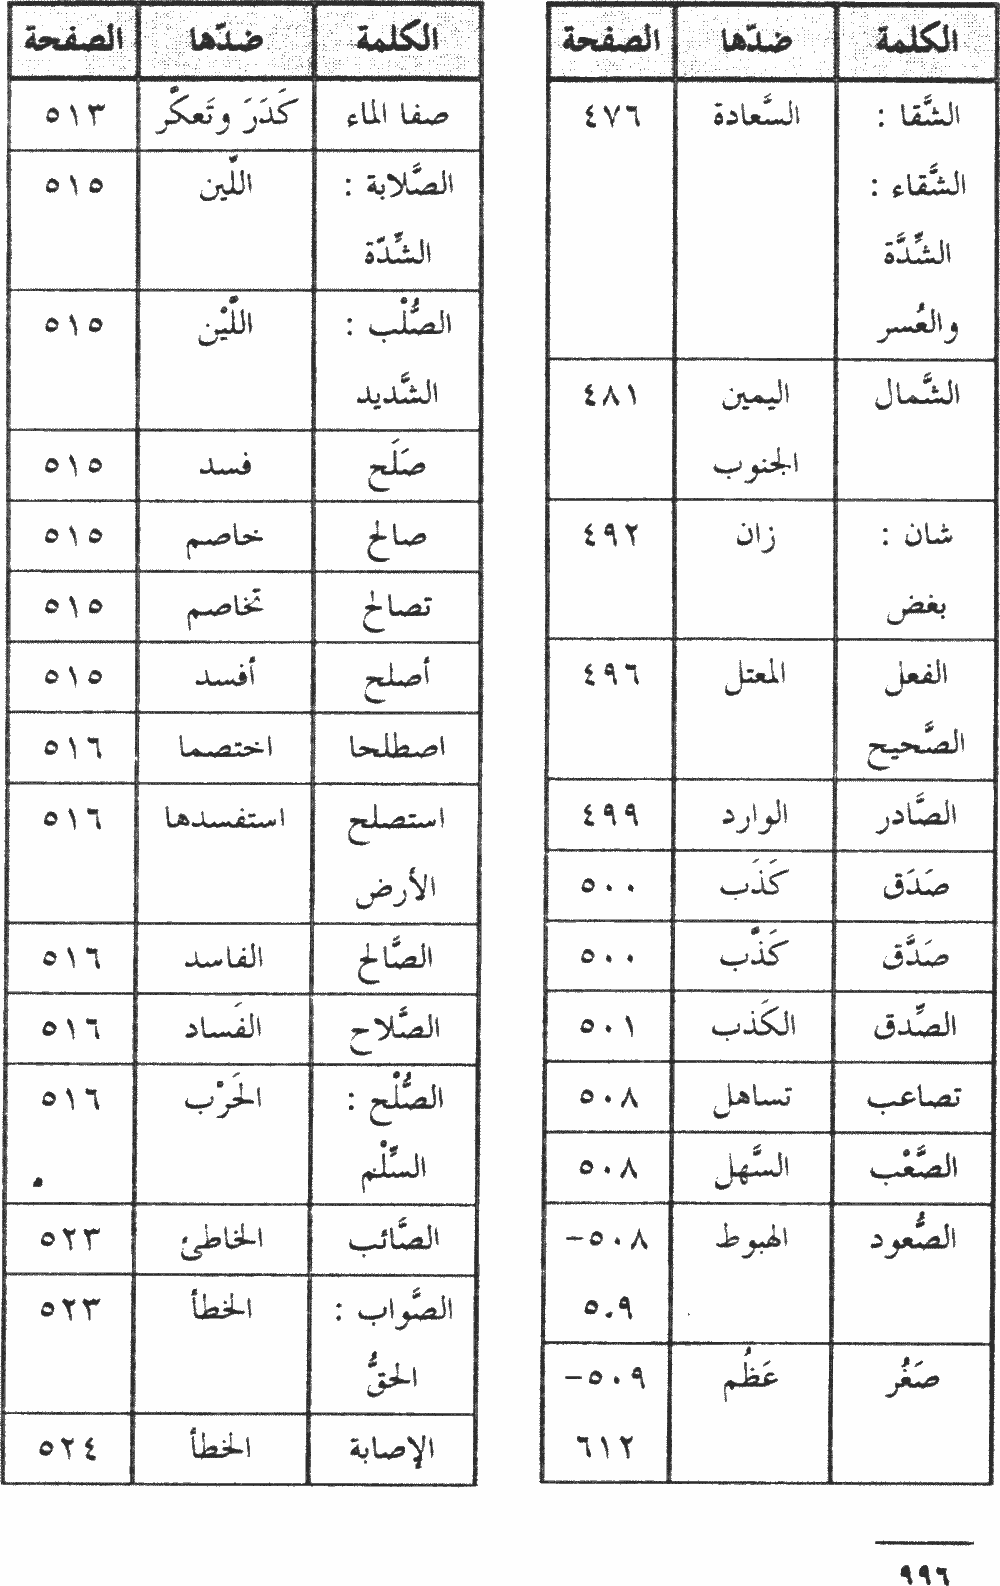 الكلمة ضدّها الصفحة
الشَّقا : السَّعادة ٤٧٦
الشَّقاء :
الشِّدَّة
والعُسر
الشَّمال اليمين ٤٨١
الجنوب
شان : زان ٤٩٢
بغض
الفعل المعتل ٤٩٦
الصَّحيح
الصَّادر الوارد ٤٩٩
صَدَق كَذَب ٥٠٠
صَدَّق كَذَّب ٥٠٠
الصِّدق الكَذب ٥٠١
تصاعب تساهل ٥٠٨
الصَّعْب السَّهل ٥٠٨
الصُّعود الهبوط ٥٠٨-
٥٠٩
صَغُر عَظُم ٥٠٩-
٦١٢
الكلمة ضدّها الصفحة
صفا الماء كَدَرَ وتَعكَّر ٥١٣
الصَّلابة : اللِّين ٥١٥
الشِّدّة
الصُّلْب : اللَّيْن ٥١٥
الشَّديد
صَلَح فسد ٥١٥
صالح خاصم ٥١٥
تصالح تخاصم ٥١٥
أصلح أفسد ٥١٥
اصطلحا اختصما ٥١٦
استصلح استفسدها ٥١٦
الأرض
الصَّالح الفاسد ٥١٦
الصَّلاح الفَساد ٥١٦
الصُّلْح : الحَرْب ٥١٦
السِّلْم
الصَّائب الخاطئ ٥٢٣
الصَّواب : الخطأ ٥٢٣
الحقُّ
الإصابة الخطأ ٥٢٤
٩٩٦